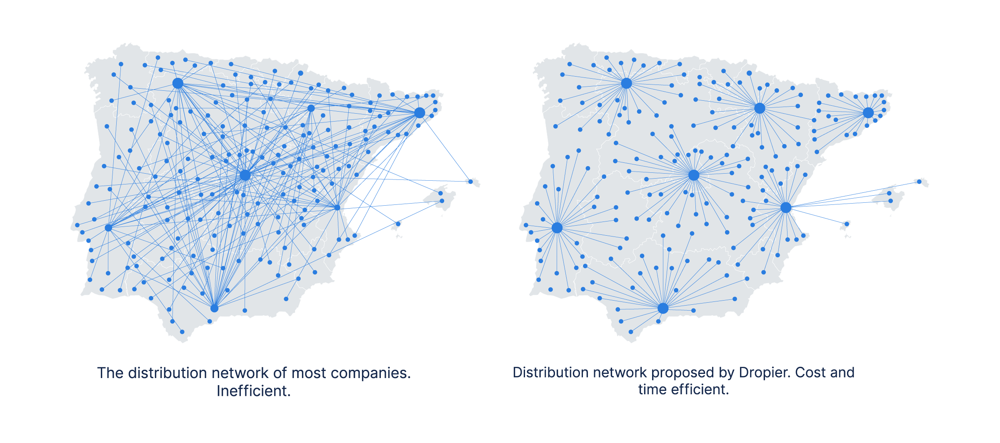 The distribution network of most companies.
Inefficient.
Distribution network proposed by Dropier. Cost and
time efficient.